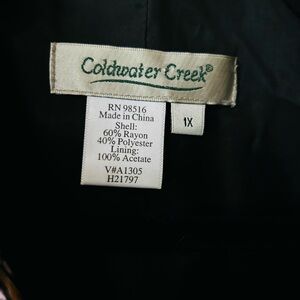 Coldwater Creek®
RN 98516
Made in China
Shell:
60% Rayon
40% Polyester
Lining:
100% Acetate
V#A1305
H21797
1X